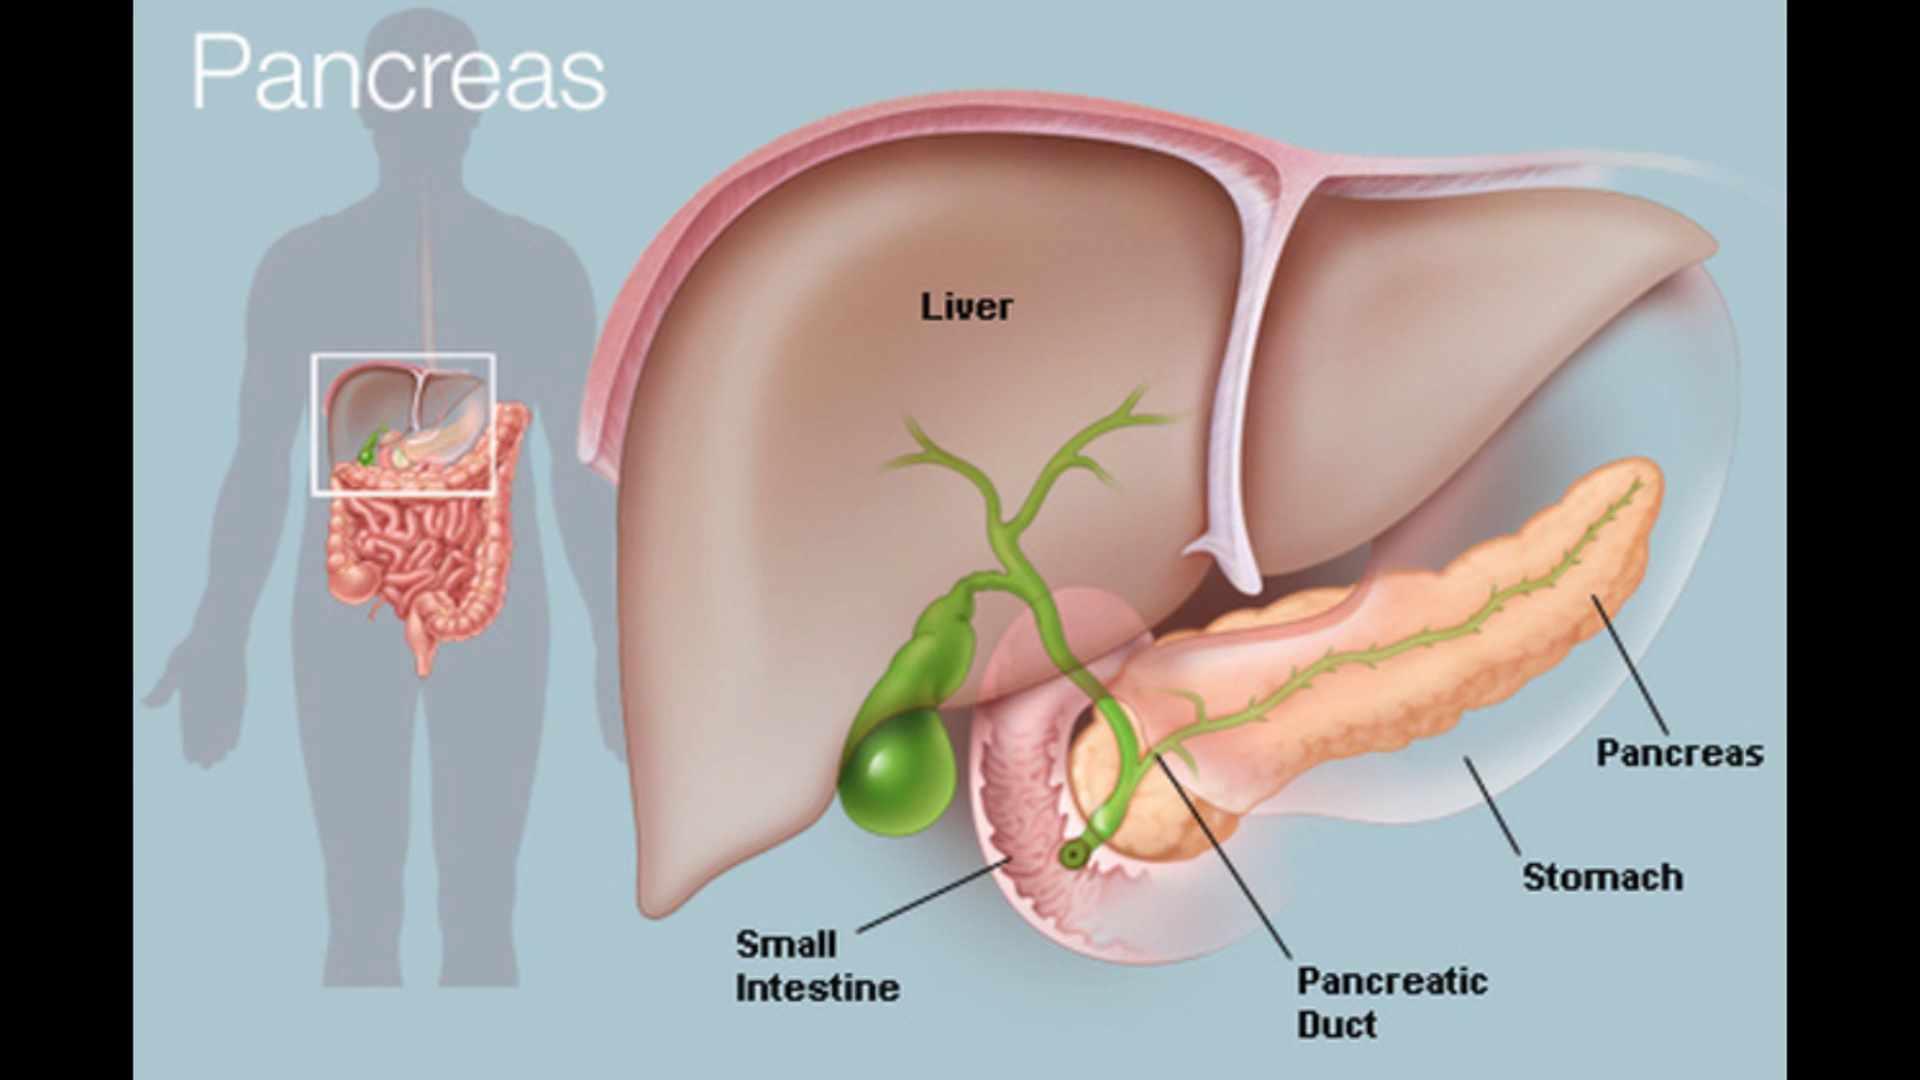 Pancreas
Liver
Pancreas
Stomach
Small
Intestine
Pancreatic
Duct